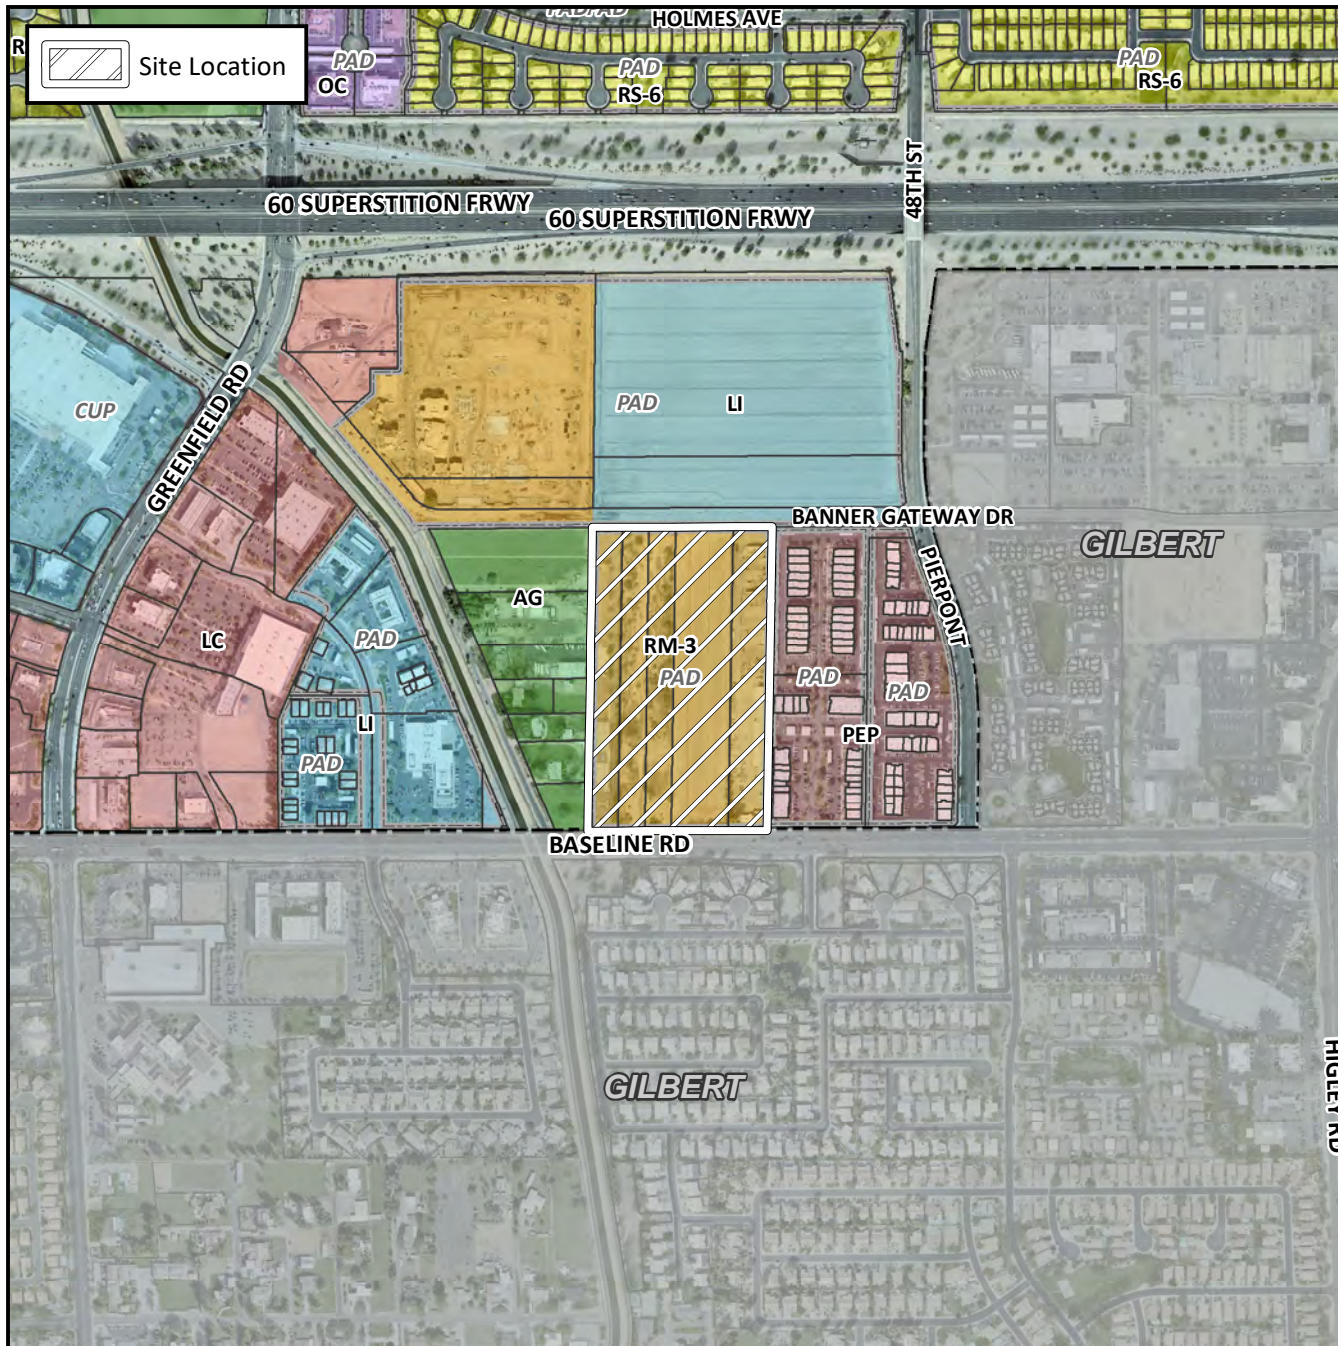 PADPAD
HOLMES AVE
R
Site Location
PAD
OC
PAD
RS-6
PAD
RS-6
48TH ST
60 SUPERSTITION FRWY
60 SUPERSTITION FRWY
CUP
GREENFIELD RD
PAD
LI
BANNER GATEWAY DR
GILBERT
PIERPONT
AG
LC
PAD
RM-3
PAD
PAD
PAD
LI
PEP
PAD
BASELINE RD
GILBERT
HIGLEY RD